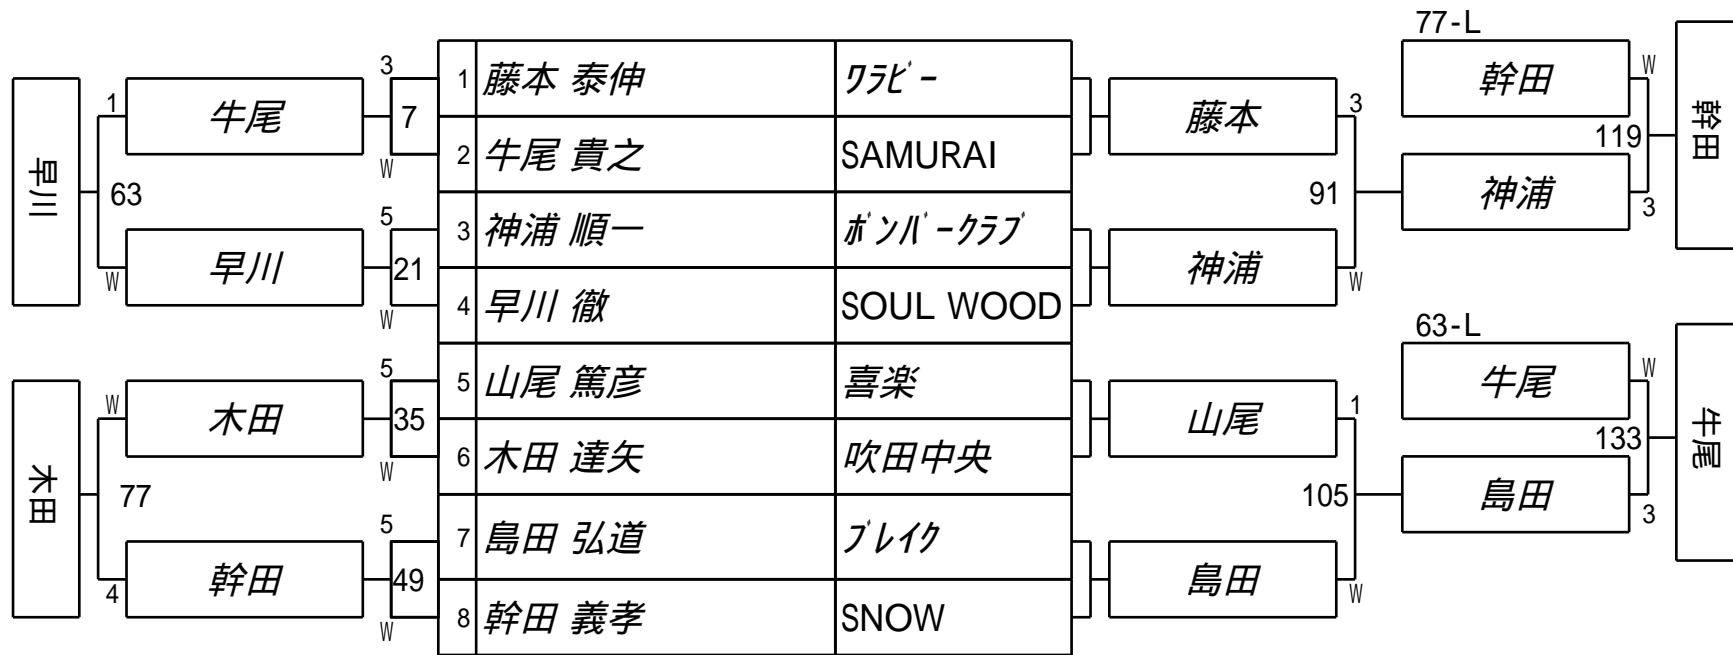 早川
1
W
63
牛尾
早川
3
7
W
5
21
W
木田
W
4
77
木田
幹田
5
35
W
5
49
W
1 藤本 泰伸 ワラビー
2 牛尾 貴之 SAMURAI
3 神浦 順一 ボンバークラブ
4 早川 徹 SOUL WOOD
5 山尾 篤彦 喜楽
6 木田 達矢 吹田中央
7 島田 弘道 ブレイク
8 幹田 義孝 SNOW
藤本
3
91
神浦
W
山尾
1
105
島田
W
77-L
幹田
W
119
神浦
3
幹田
63-L
牛尾
W
133
島田
3
牛尾